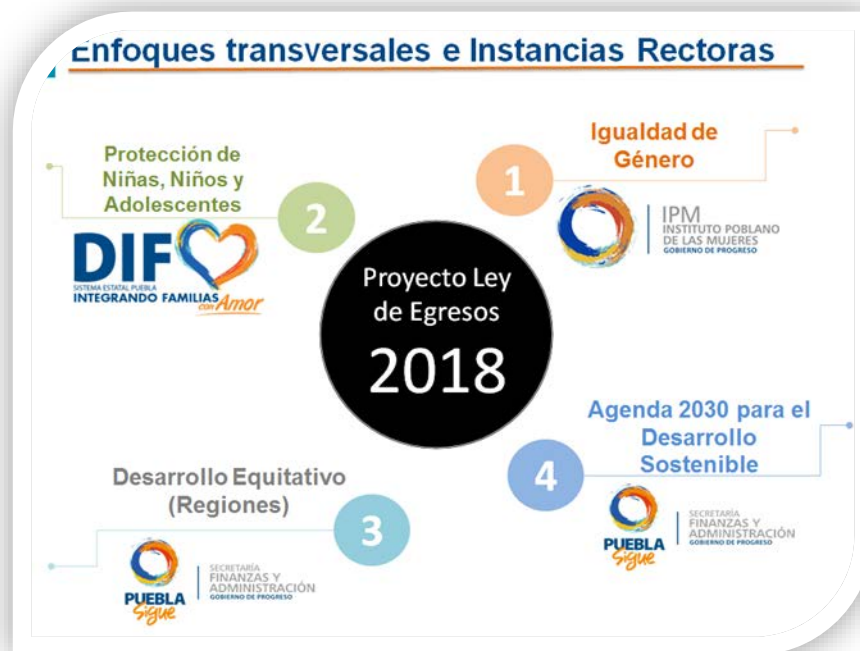 Enfoques transversales e Instancias Rectoras
Igualdad de
Género
1
IPM
INSTITUTO POBLANO
DE LAS MUJERES
GOBIERNO DE PROGRESO
Protección de
Niñas, Niños y
Adolescentes
2
DIF
SISTEMA ESTATAL PUEBLA
INTEGRANDO FAMILIAS
con Amor
Proyecto Ley
de Egresos
2018
Desarrollo Equitativo
(Regiones)
3
PUEBLA
Sigue
SECRETARÍA
FINANZAS Y
ADMINISTRACIÓN
GOBIERNO DE PROGRESO
Agenda 2030 para el
Desarrollo
Sostenible
4
PUEBLA
Sigue
SECRETARÍA
FINANZAS Y
ADMINISTRACIÓN
GOBIERNO DE PROGRESO